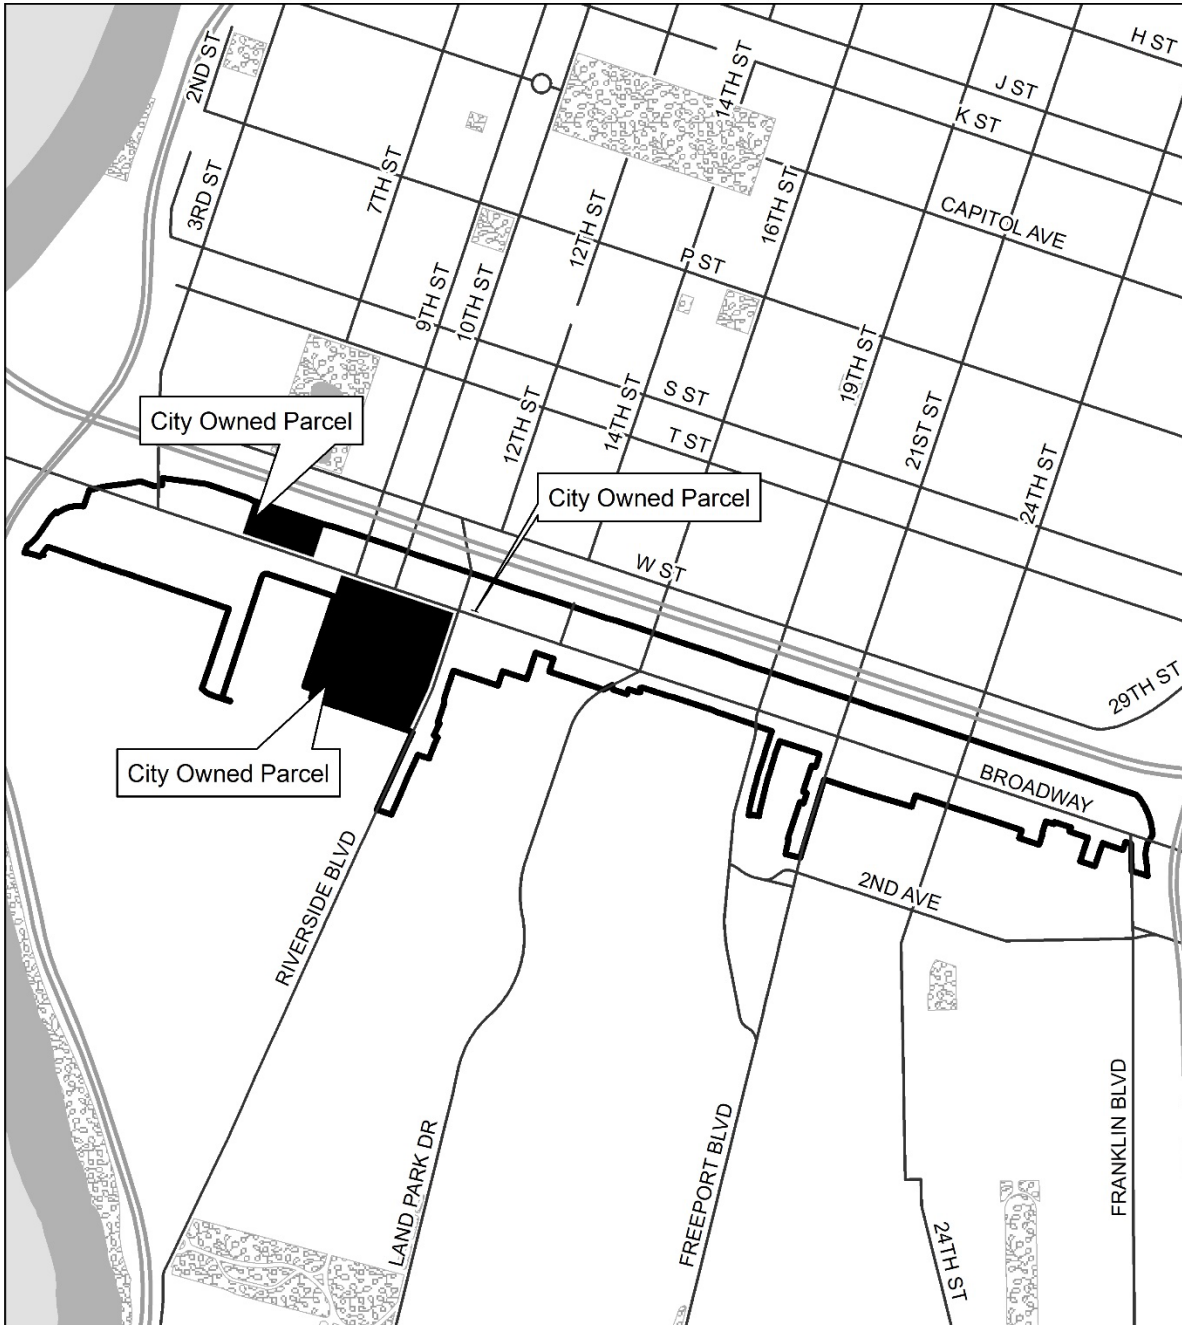 H ST
2ND ST
14TH ST
J ST
K ST
7TH ST
3RD ST
16TH ST
CAPITOL AVE
12TH ST
P ST
9TH ST
10TH ST
19TH ST
S ST
14TH ST
12TH ST
City Owned Parcel
T ST
21ST ST
24TH ST
City Owned Parcel
W ST
29TH ST
City Owned Parcel
BROADWAY
2ND AVE
RIVERSIDE BLVD
LAND PARK DR
FREEPORT BLVD
FRANKLIN BLVD
24TH ST